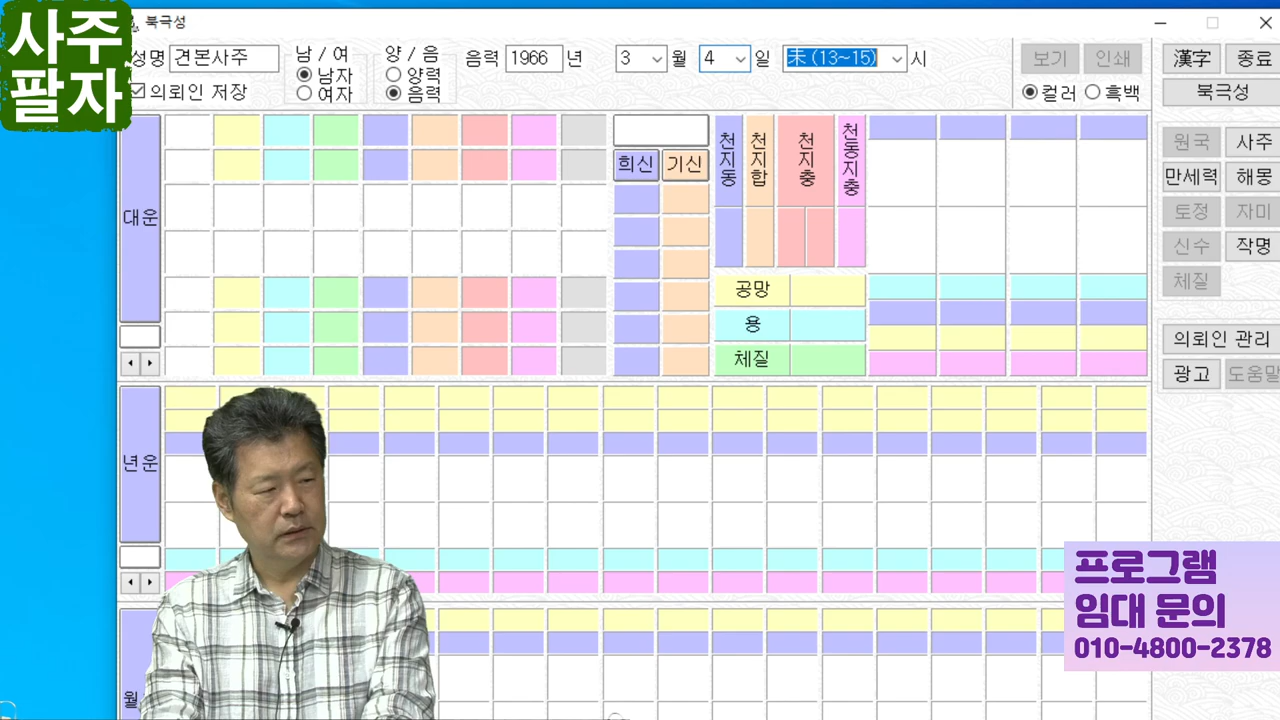 사주
팔자
북극성
성명 견본사주
의뢰인 저장
남 / 여
남자
여자
양 / 음
양력
음력
음력 1966 년 3 월 4 일 未 (13~15) 시
보기 인쇄
컬러 흑백
漢字 종료
북극성
원국 사주
만세력 해몽
토정 자미
신수 작명
체질
의뢰인 관리
광고 도움말
대운
희신 기신
천지동
천지합
천지충
천동지충
공망
용
체질
년운
월
프로그램
임대 문의
010-4800-2378